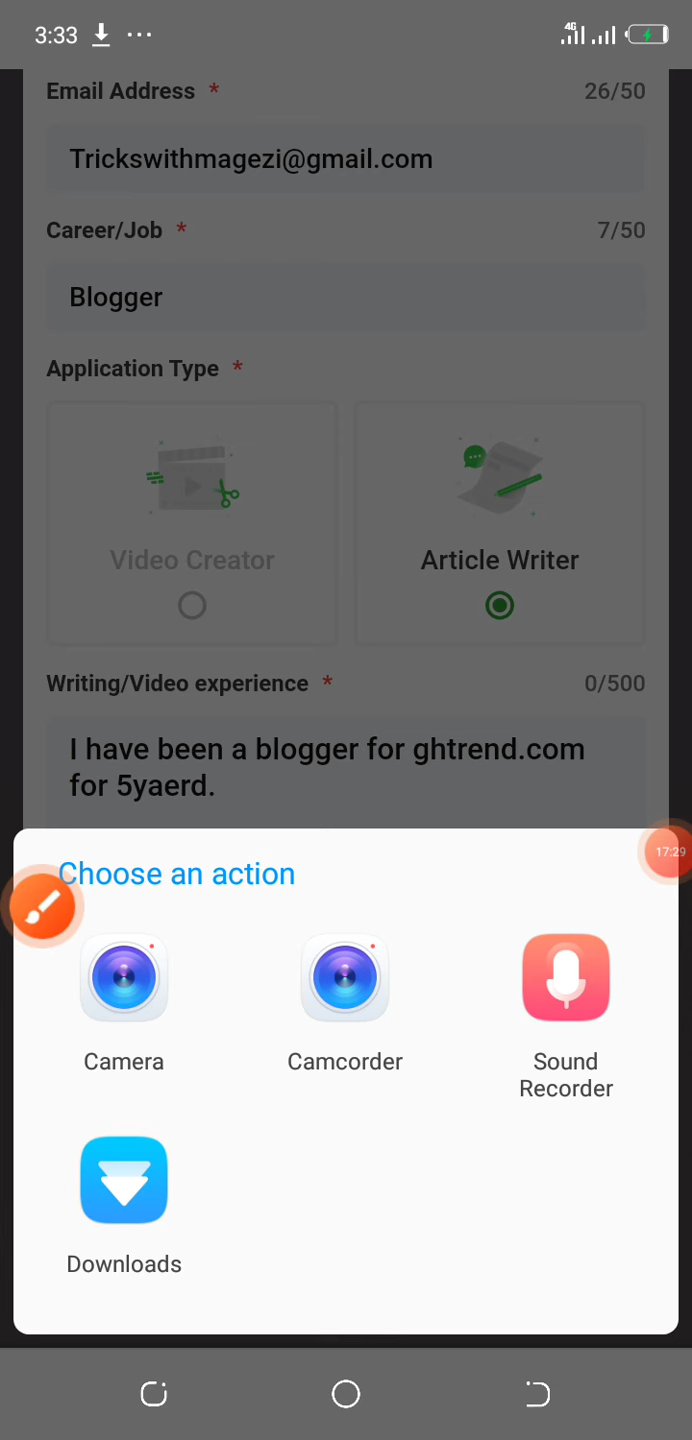 3:33
4G
Email Address * 26/50
Trickswithmagezi@gmail.com
Career/Job * 7/50
Blogger
Application Type *
Video Creator
Article Writer
Writing/Video experience * 0/500
I have been a blogger for ghtrend.com
for 5yaerd.
17:29
Choose an action
Camera
Camcorder
Sound
Recorder
Downloads